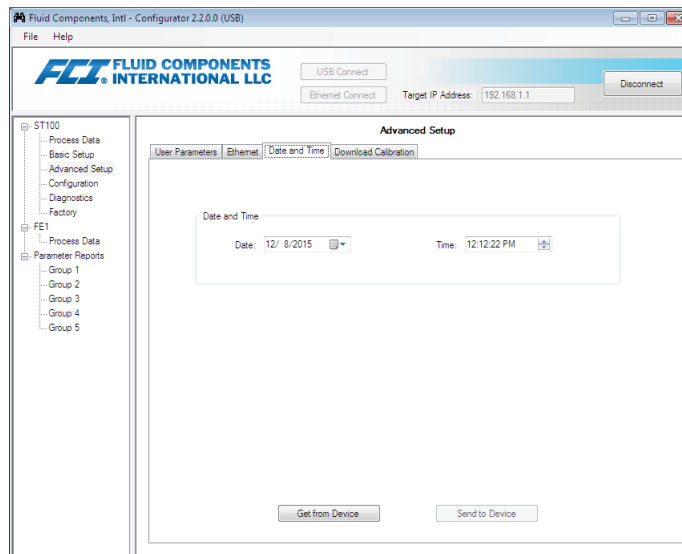 Fluid Components, Intl - Configurator 2.2.0.0 (USB)
File Help
FCI® FLUID COMPONENTS
INTERNATIONAL LLC
USB Connect
Ethernet Connect
Target IP Address: 192.168.1.1
Disconnect
ST100
Process Data
Basic Setup
Advanced Setup
Configuration
Diagnostics
Factory
FE1
Process Data
Parameter Reports
Group 1
Group 2
Group 3
Group 4
Group 5
Advanced Setup
User Parameters Ethernet Date and Time Download Calibration
Date and Time
Date: 12/ 8/2015 Time: 12:12:22 PM
Get from Device Send to Device